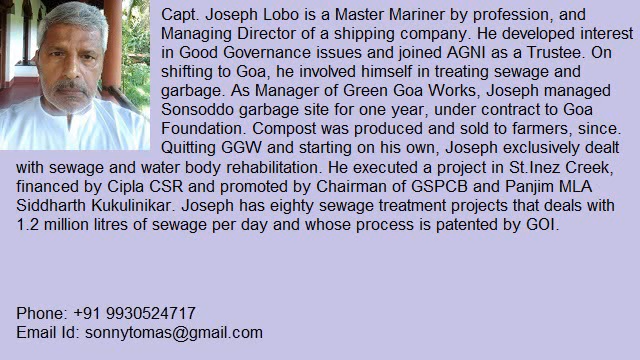 Capt. Joseph Lobo is a Master Mariner by profession, and
Managing Director of a shipping company. He developed interest
in Good Governance issues and joined AGNI as a Trustee. On
shifting to Goa, he involved himself in treating sewage and
garbage. As Manager of Green Goa Works, Joseph managed
Sonsoddo garbage site for one year, under contract to Goa
Foundation. Compost was produced and sold to farmers, since.
Quitting GGW and starting on his own, Joseph exclusively dealt
with sewage and water body rehabilitation. He executed a project in St.Inez Creek,
financed by Cipla CSR and promoted by Chairman of GSPCB and Panjim MLA
Siddharth Kukulinikar. Joseph has eighty sewage treatment projects that deals with
1.2 million litres of sewage per day and whose process is patented by GOI.
Phone: +91 9930524717
Email Id: sonnytomas@gmail.com